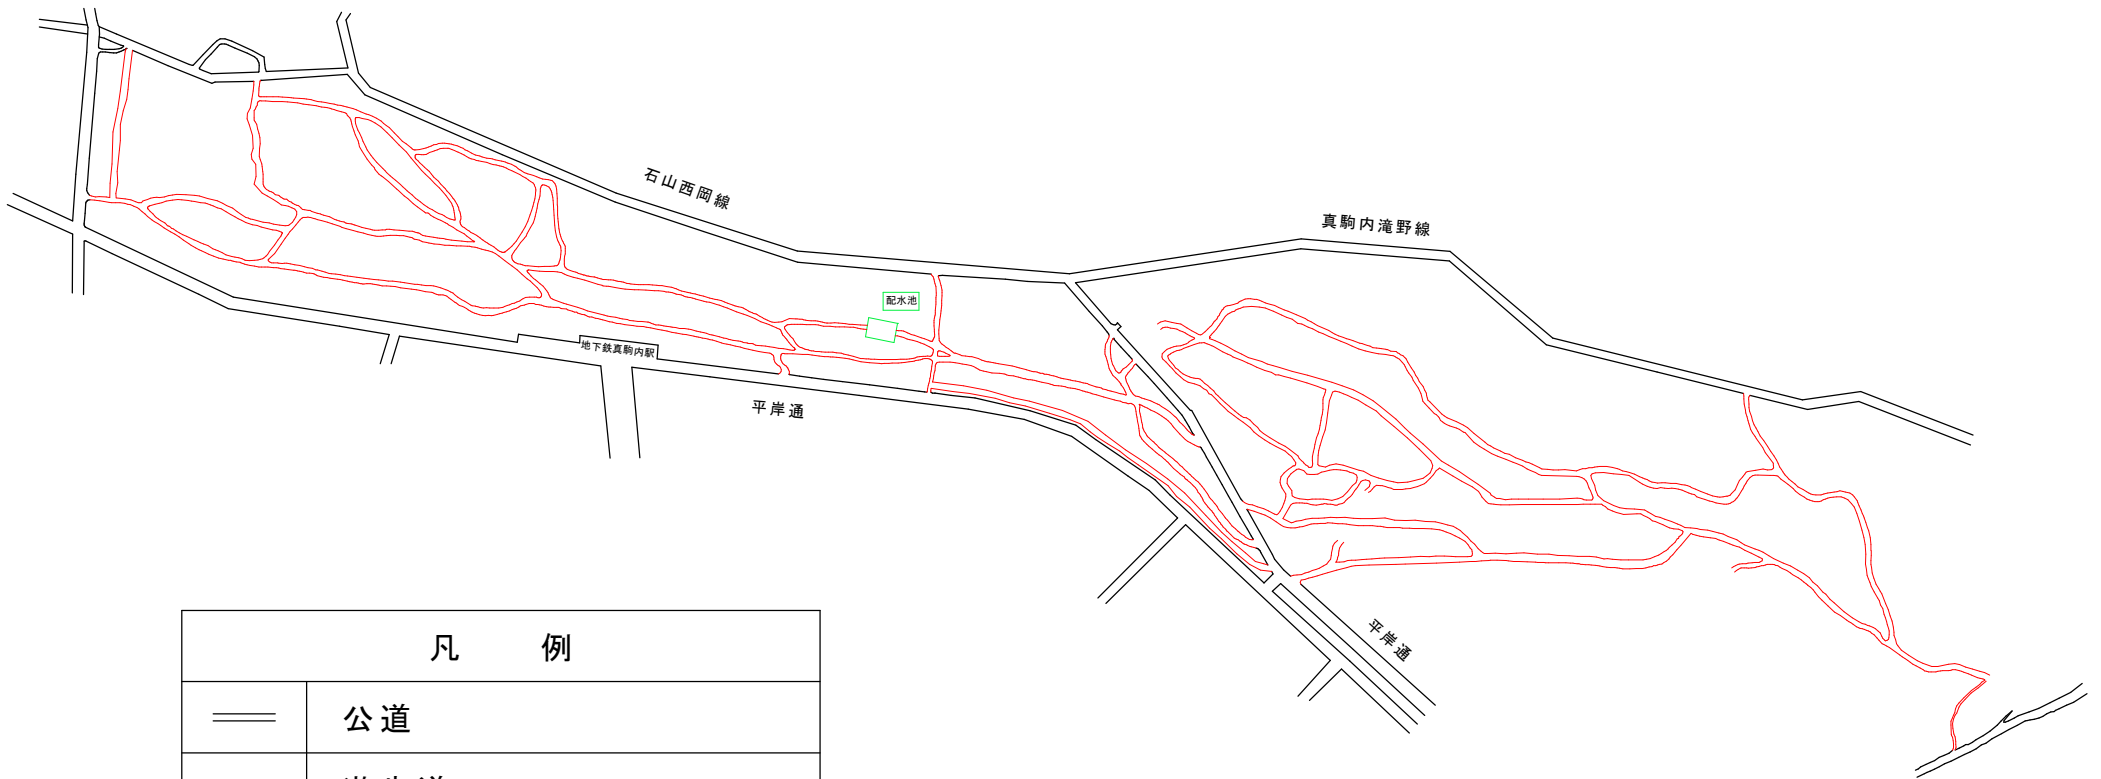 石山西岡線
真駒内滝野線
配水池
地下鉄真駒内駅
平岸通
平岸通
凡 例
公道